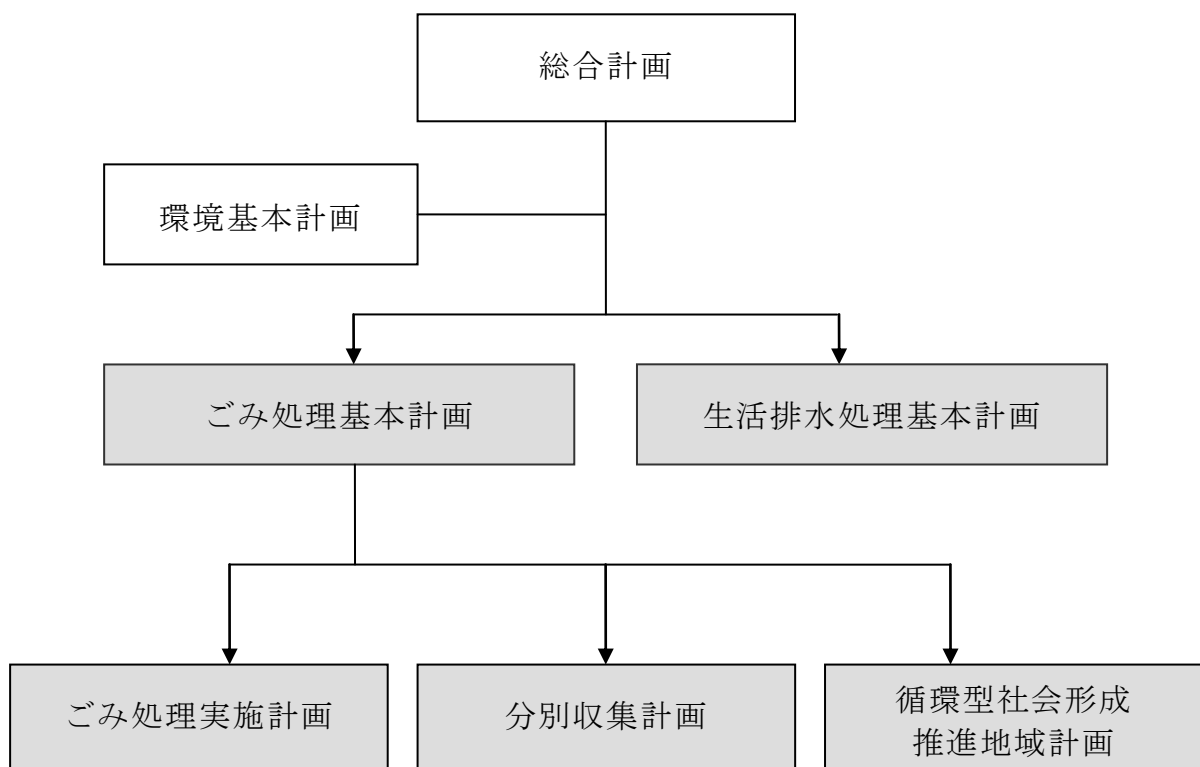 総合計画
環境基本計画
ごみ処理基本計画
生活排水処理基本計画
ごみ処理実施計画
分別収集計画
循環型社会形成
推進地域計画